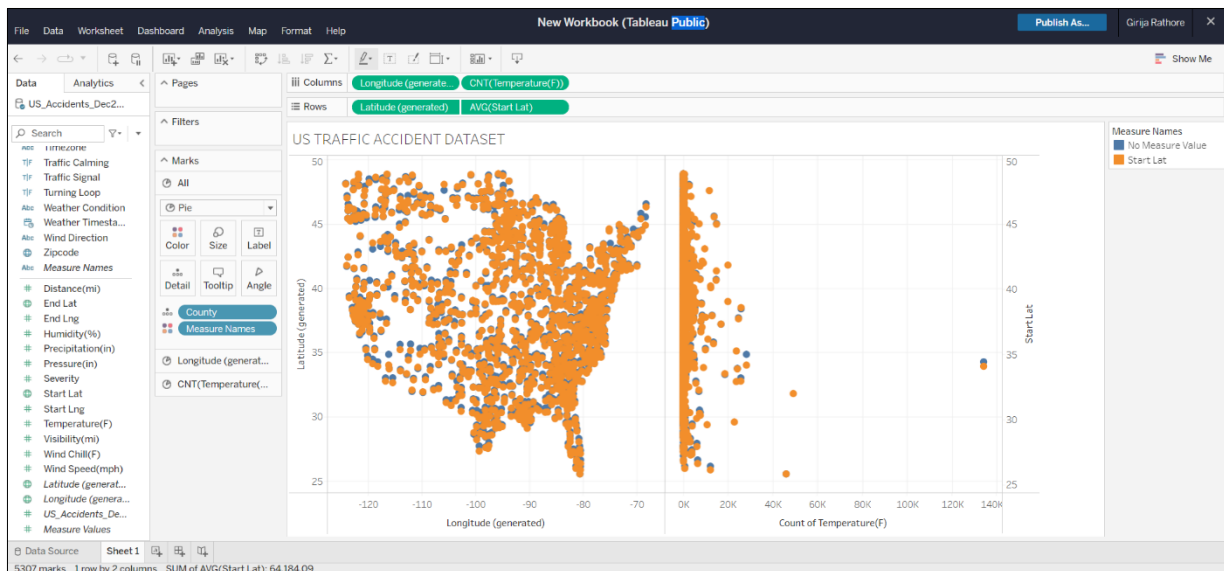 New Workbook (Tableau Public)
Publish As...
Girija Rathore
File Data Worksheet Dashboard Analysis Map Format Help
Show Me
Data Analytics
US_Accidents_Dec2...
Search
Timezone
Traffic Calming
Traffic Signal
Turning Loop
Weather Condition
Weather Timesta...
Wind Direction
Zipcode
Measure Names
Distance(mi)
End Lat
End Lng
Humidity(%)
Precipitation(in)
Pressure(in)
Severity
Start Lat
Start Lng
Temperature(F)
Visibility(mi)
Wind Chill(F)
Wind Speed(mph)
Latitude (generat...
Longitude (genera...
US_Accidents_De...
Measure Values
Pages
Filters
Marks
All
Pie
Color Size Label
Detail Tooltip Angle
County
Measure Names
Longitude (generat...
CNT(Temperature(...
Columns Longitude (generate... CNT(Temperature(F))
Rows Latitude (generated) AVG(Start Lat)
US TRAFFIC ACCIDENT DATASET
50
45
40
35
30
25
Latitude (generated)
-120 -110 -100 -90 -80 -70
Longitude (generated)
0K 20K 40K 60K 80K 100K 120K 140K
Count of Temperature(F)
50
45
40
35
30
25
Start Lat
Measure Names
No Measure Value
Start Lat
Data Source Sheet 1
5307 marks 1 row by 2 columns SUM of AVG(Start Lat): 64,184.09